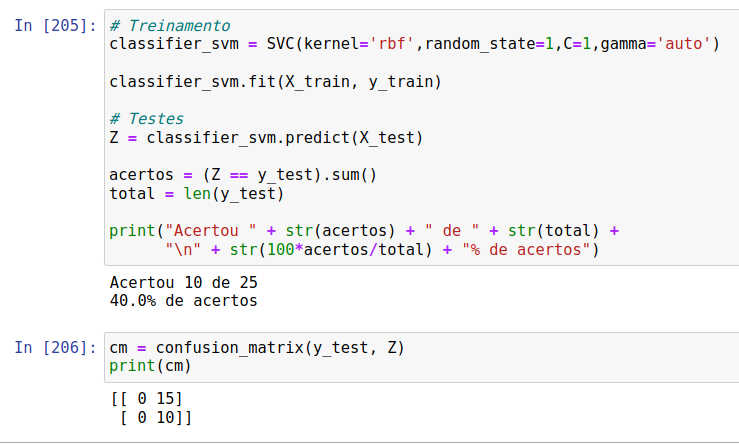 In [205]: # Treinamento
classifier_svm = SVC(kernel='rbf',random_state=1,C=1,gamma='auto')
classifier_svm.fit(X_train, y_train)
# Testes
Z = classifier_svm.predict(X_test)
acertos = (Z == y_test).sum()
total = len(y_test)
print("Acertou " + str(acertos) + " de " + str(total) +
"\n" + str(100*acertos/total) + "% de acertos")
Acertou 10 de 25
40.0% de acertos
In [206]: cm = confusion_matrix(y_test, Z)
print(cm)
[[ 0 15]
[ 0 10]]